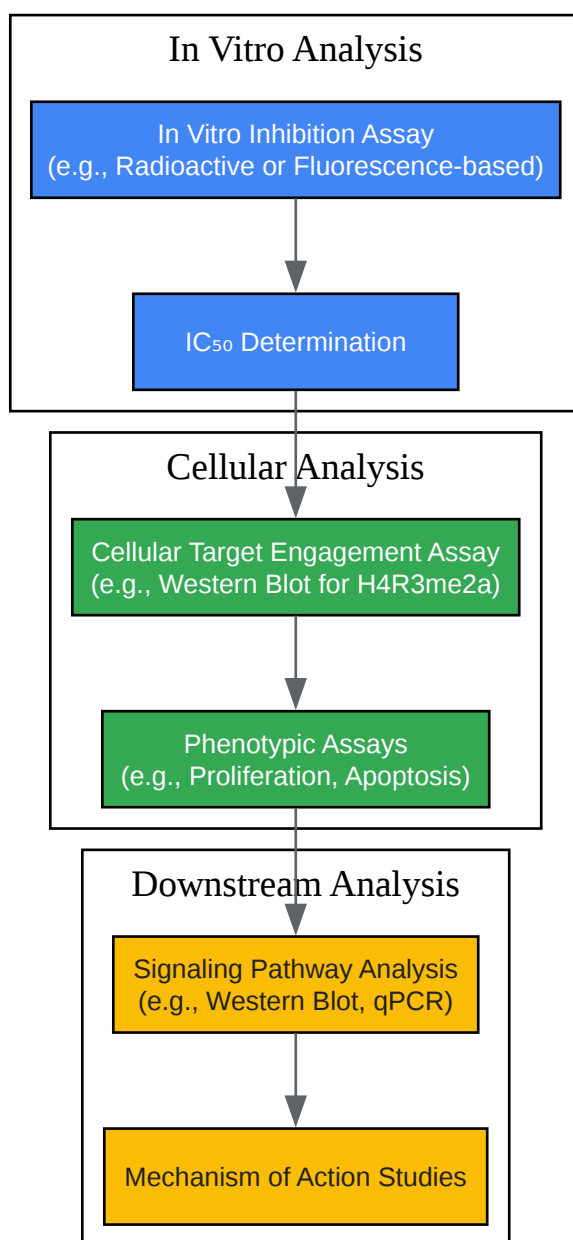 In Vitro Analysis
In Vitro Inhibition Assay
(e.g., Radioactive or Fluorescence-based)
IC₅₀ Determination
Cellular Analysis
Cellular Target Engagement Assay
(e.g., Western Blot for H4R3me2a)
Phenotypic Assays
(e.g., Proliferation, Apoptosis)
Downstream Analysis
Signaling Pathway Analysis
(e.g., Western Blot, qPCR)
Mechanism of Action Studies